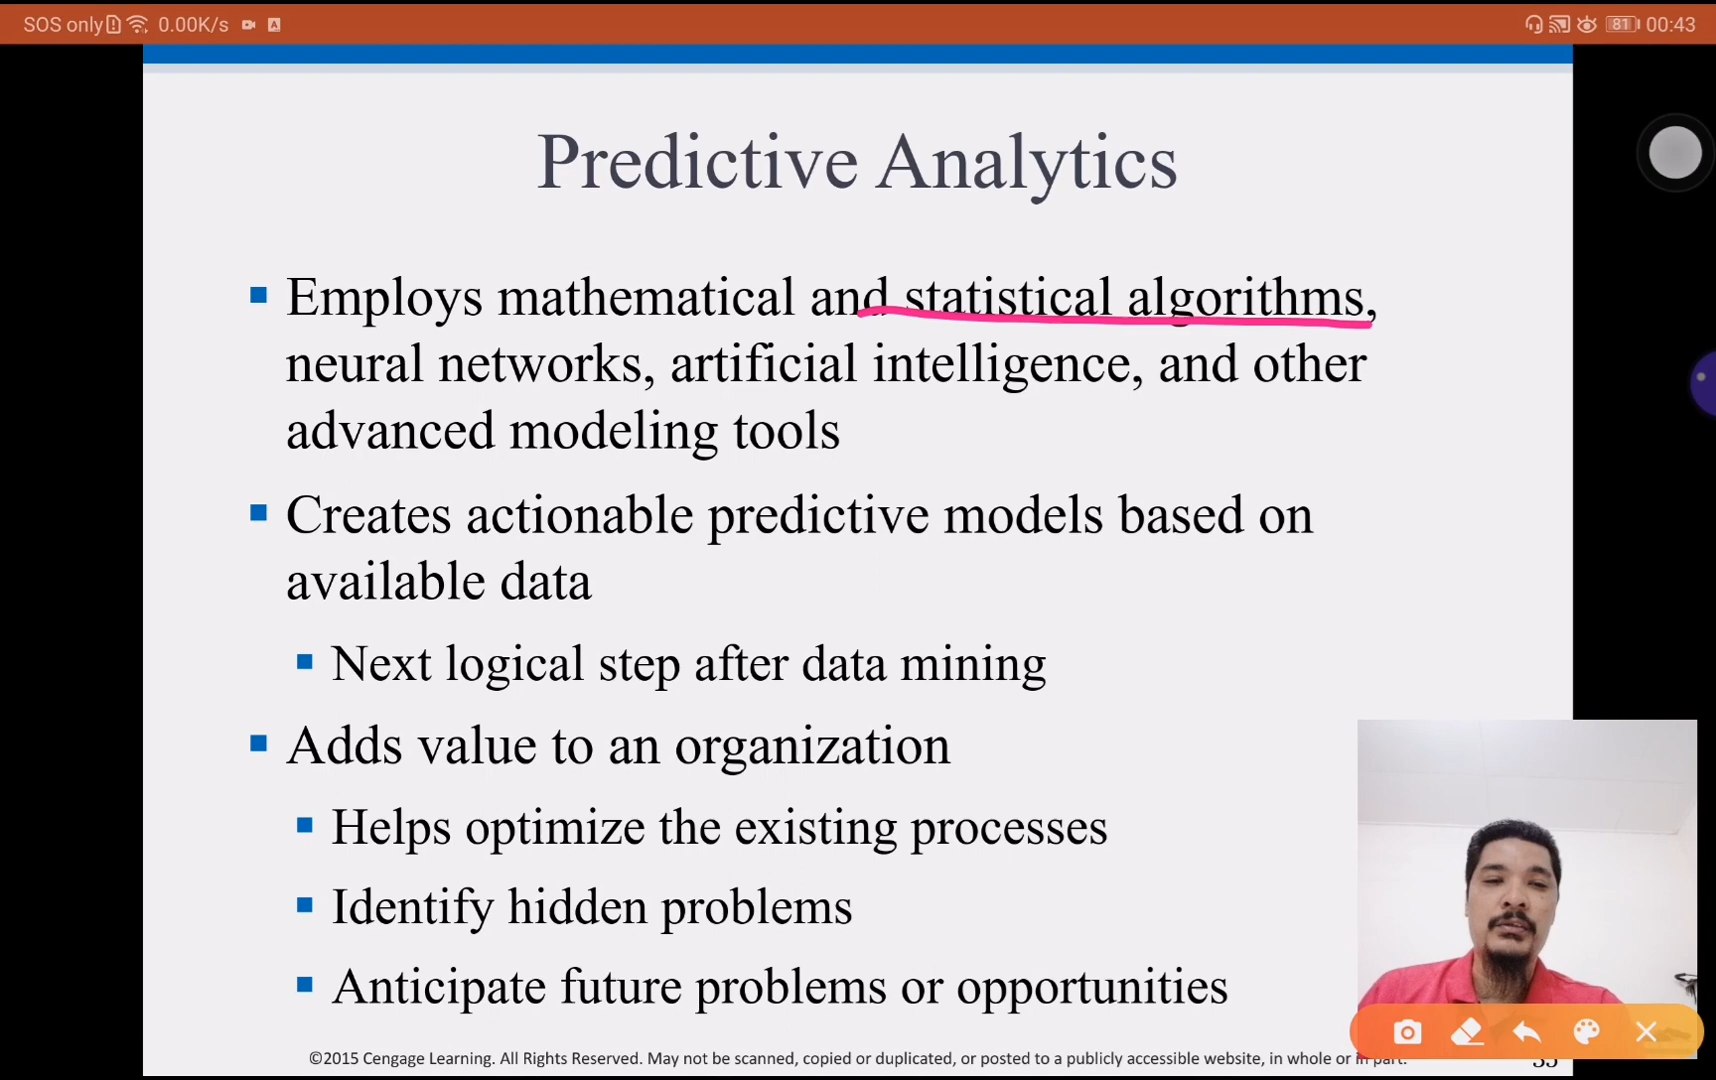 SOS only 0.00K/s A 81 00:43
Predictive Analytics
Employs mathematical and statistical algorithms,
neural networks, artificial intelligence, and other
advanced modeling tools
Creates actionable predictive models based on
available data
Next logical step after data mining
Adds value to an organization
Helps optimize the existing processes
Identify hidden problems
Anticipate future problems or opportunities
©2015 Cengage Learning. All Rights Reserved. May not be scanned, copied or duplicated, or posted to a publicly accessible website, in whole or in part.